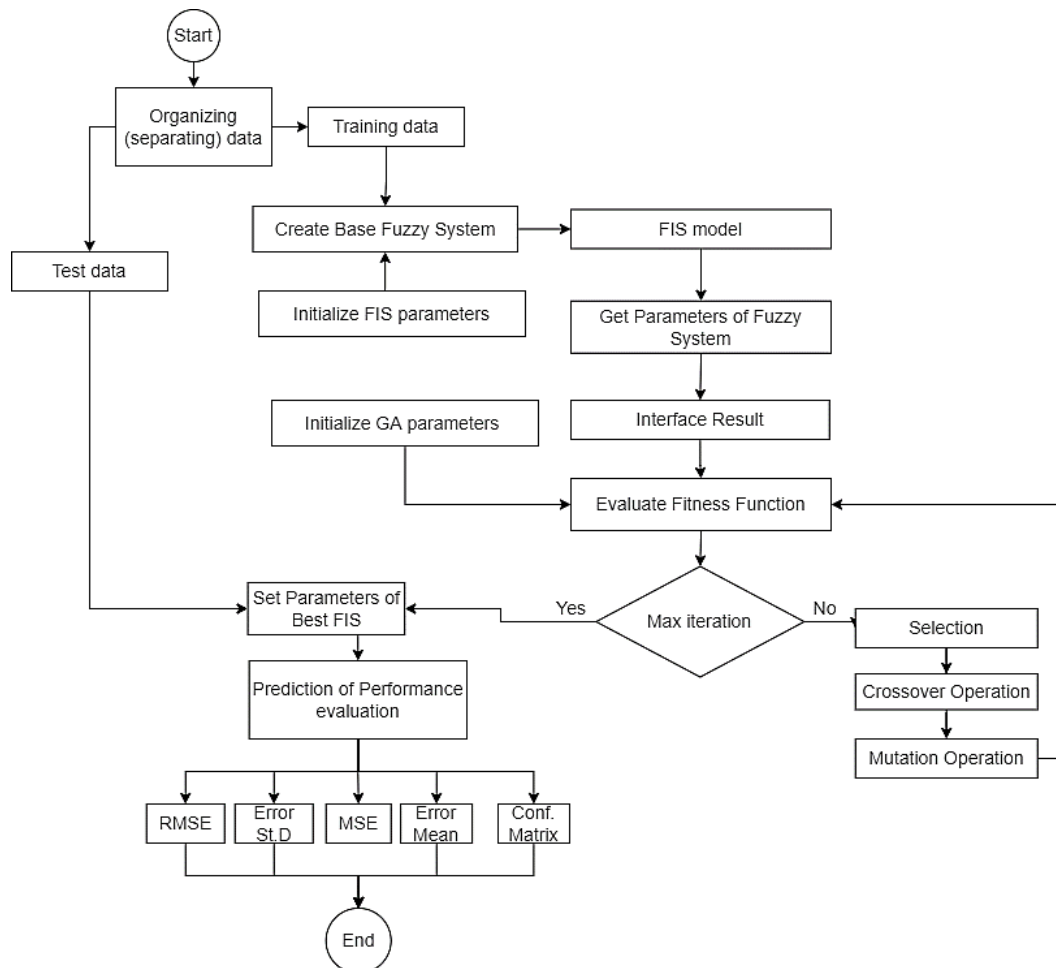 Start
Organizing
(separating) data
Training data
Create Base Fuzzy System
FIS model
Test data
Initialize FIS parameters
Get Parameters of Fuzzy
System
Initialize GA parameters
Interface Result
Evaluate Fitness Function
Set Parameters of
Best FIS
Yes
Max iteration
No
Selection
Prediction of Performance
evaluation
Crossover Operation
Mutation Operation
RMSE
Error
St.D
MSE
Error
Mean
Conf.
Matrix
End